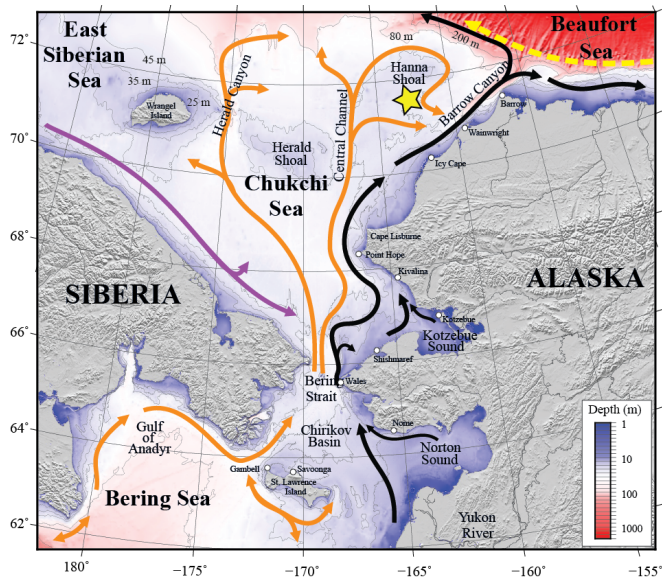 72°
70°
68°
66°
64°
62°
East
Siberian
Sea
45 m
35 m
25 m
Wrangel
Island
Herald Canyon
Herald
Shoal
Chukchi
Sea
Central Channel
80 m
200 m
Hanna
Shoal
Barrow Canyon
Beaufort
Sea
Barrow
Wainwright
Icy Cape
Cape Lisburne
Point Hope
Kivalina
ALASKA
SIBERIA
Kotzebue
Kotzebue
Sound
Shishmaref
Bering
Strait
Wales
Chirikov
Basin
Nome
Norton
Sound
Gulf
of
Anadyr
Gambell
Savoonga
St. Lawrence
Island
Bering Sea
Yukon
River
Depth (m)
1
10
100
1000
180°
−175°
−170°
−165°
−160°
−155°